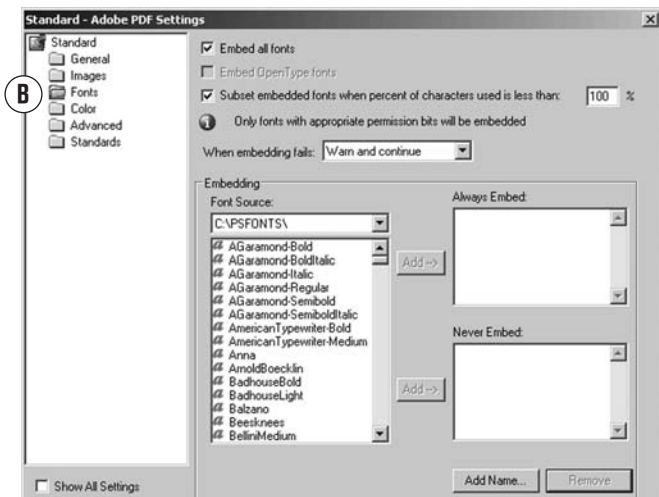 Standard - Adobe PDF Settings
Standard
General
Images
Fonts
Color
Advanced
Standards
B
Show All Settings
Embed all fonts
Embed OpenType fonts
Subset embedded fonts when percent of characters used is less than: 100 %
Only fonts with appropriate permission bits will be embedded
When embedding fails: Warn and continue
Embedding
Font Source:
C:\PSFONTS\
AGaramond-Bold
AGaramond-BoldItalic
AGaramond-Italic
AGaramond-Regular
AGaramond-Semibold
AGaramond-SemiboldItalic
AmericanTypewriter-Bold
AmericanTypewriter-Medium
Anna
ArnoldBoecklin
BadhouseBold
BadhouseLight
Balzano
Beesknees
BelliniMedium
Add -->
Add -->
Always Embed:
Never Embed:
Add Name...
Remove